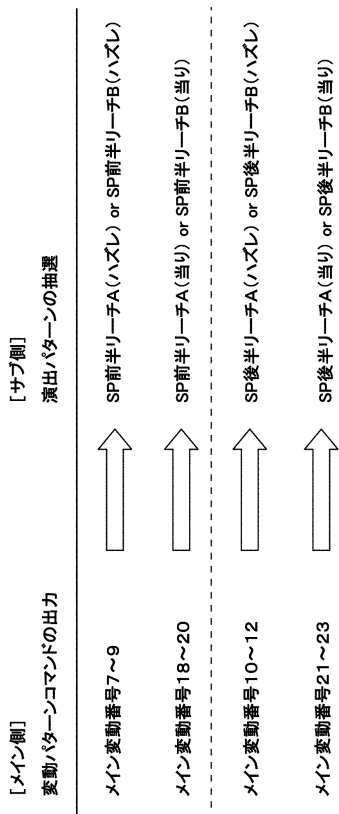 [メイン側]
変動パターンコマンドの出力
[サブ側]
演出パターンの抽選
メイン変動番号7～9
SP前半リーチA(ハズレ) or SP前半リーチB(ハズレ)
メイン変動番号18～20
SP前半リーチA(当り) or SP前半リーチB(当り)
メイン変動番号10～12
SP後半リーチA(ハズレ) or SP後半リーチB(ハズレ)
メイン変動番号21～23
SP後半リーチA(当り) or SP後半リーチB(当り)